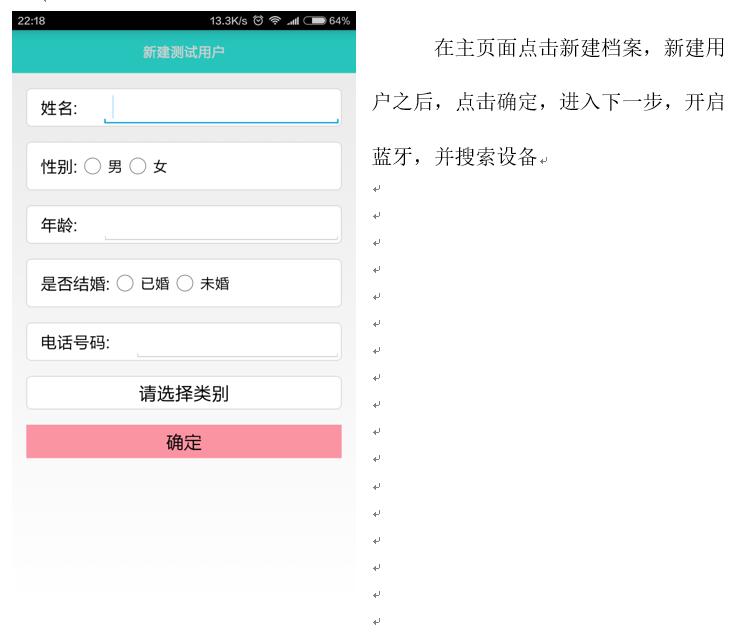 22:18 13.3K/s 64%
新建测试用户
姓名:
性别: 男 女
年龄:
是否结婚: 已婚 未婚
电话号码:
请选择类别
确定
在主页面点击新建档案，新建用
户之后，点击确定，进入下一步，开启
蓝牙，并搜索设备